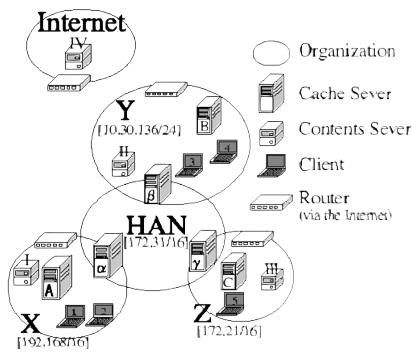 Internet
IV
Organization
Cache Sever
Contents Sever
Client
Router
(via the Internet)
Y
[10.30.136/24]
B
II
3
4
β
HAN
[172.31/16]
I
A
α
γ
C
III
1
2
5
X
[192.168/16]
Z
[172.21/16]